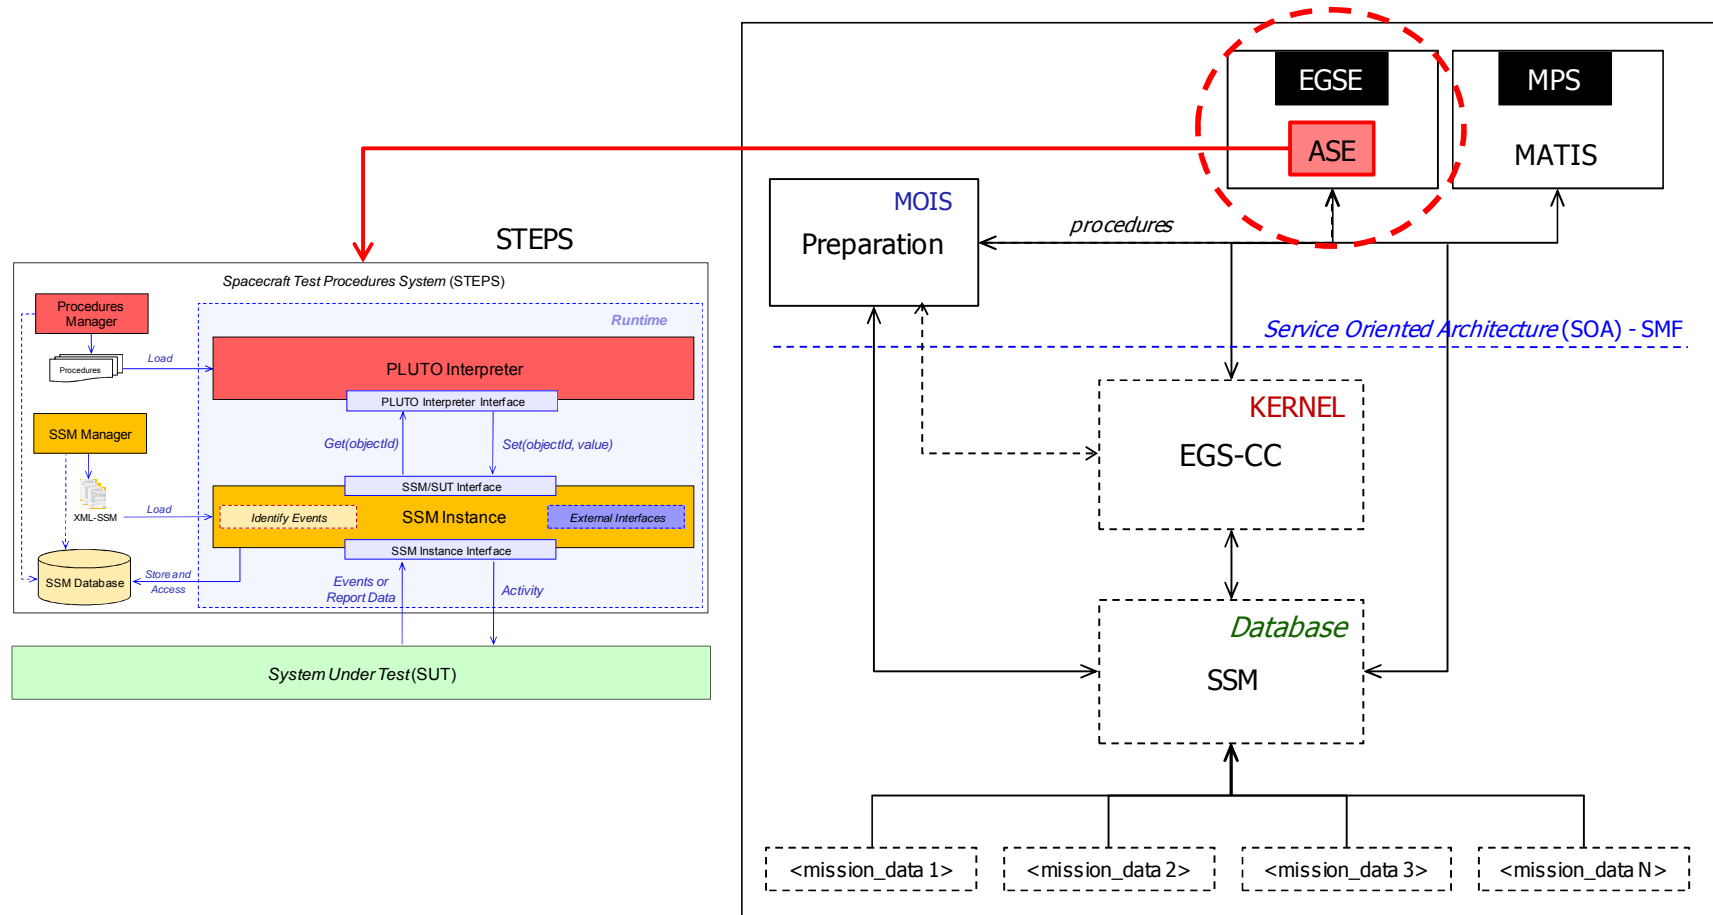 STEPS
Spacecraft Test Procedures System (STEPS)
Procedures
Manager
Procedures
Load
Runtime
PLUTO Interpreter
PLUTO Interpreter Interface
Get(objectId)
Set(objectId, value)
SSM Manager
XML-SSM
Load
SSM/SUT Interface
Identify Events
SSM Instance
External Interfaces
SSM Instance Interface
SSM Database
Store and
Access
Events or
Report Data
Activity
System Under Test (SUT)
EGSE
ASE
MPS
MATIS
MOIS
Preparation
procedures
Service Oriented Architecture (SOA) - SMF
KERNEL
EGS-CC
Database
SSM
<mission_data 1>
<mission_data 2>
<mission_data 3>
<mission_data N>